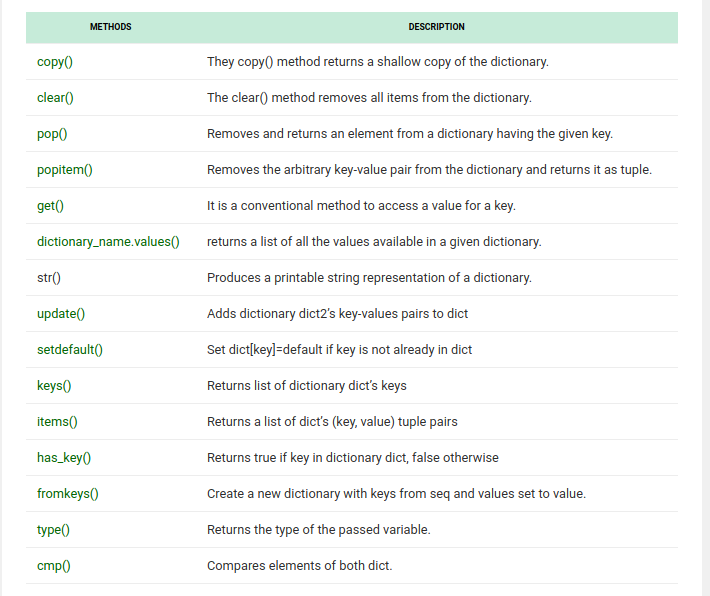 METHODS DESCRIPTION
copy() They copy() method returns a shallow copy of the dictionary.
clear() The clear() method removes all items from the dictionary.
pop() Removes and returns an element from a dictionary having the given key.
popitem() Removes the arbitrary key-value pair from the dictionary and returns it as tuple.
get() It is a conventional method to access a value for a key.
dictionary_name.values() returns a list of all the values available in a given dictionary.
str() Produces a printable string representation of a dictionary.
update() Adds dictionary dict2’s key-values pairs to dict
setdefault() Set dict[key]=default if key is not already in dict
keys() Returns list of dictionary dict’s keys
items() Returns a list of dict’s (key, value) tuple pairs
has_key() Returns true if key in dictionary dict, false otherwise
fromkeys() Create a new dictionary with keys from seq and values set to value.
type() Returns the type of the passed variable.
cmp() Compares elements of both dict.